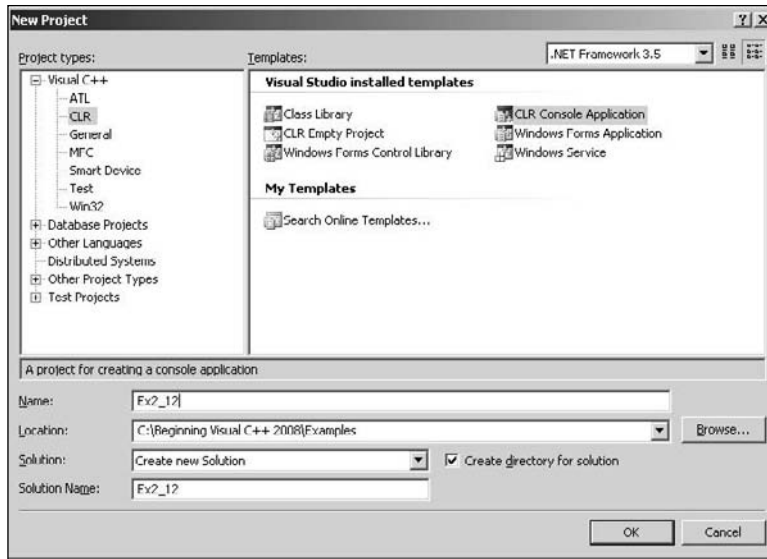 New Project
Project types:
Templates:
.NET Framework 3.5
Visual C++
ATL
CLR
General
MFC
Smart Device
Test
Win32
Database Projects
Other Languages
Distributed Systems
Other Project Types
Test Projects
Visual Studio installed templates
Class Library
CLR Console Application
CLR Empty Project
Windows Forms Application
Windows Forms Control Library
Windows Service
My Templates
Search Online Templates...
A project for creating a console application
Name: Ex2_12
Location: C:\Beginning Visual C++ 2008\Examples Browse...
Solution: Create new Solution Create directory for solution
Solution Name: Ex2_12
OK Cancel